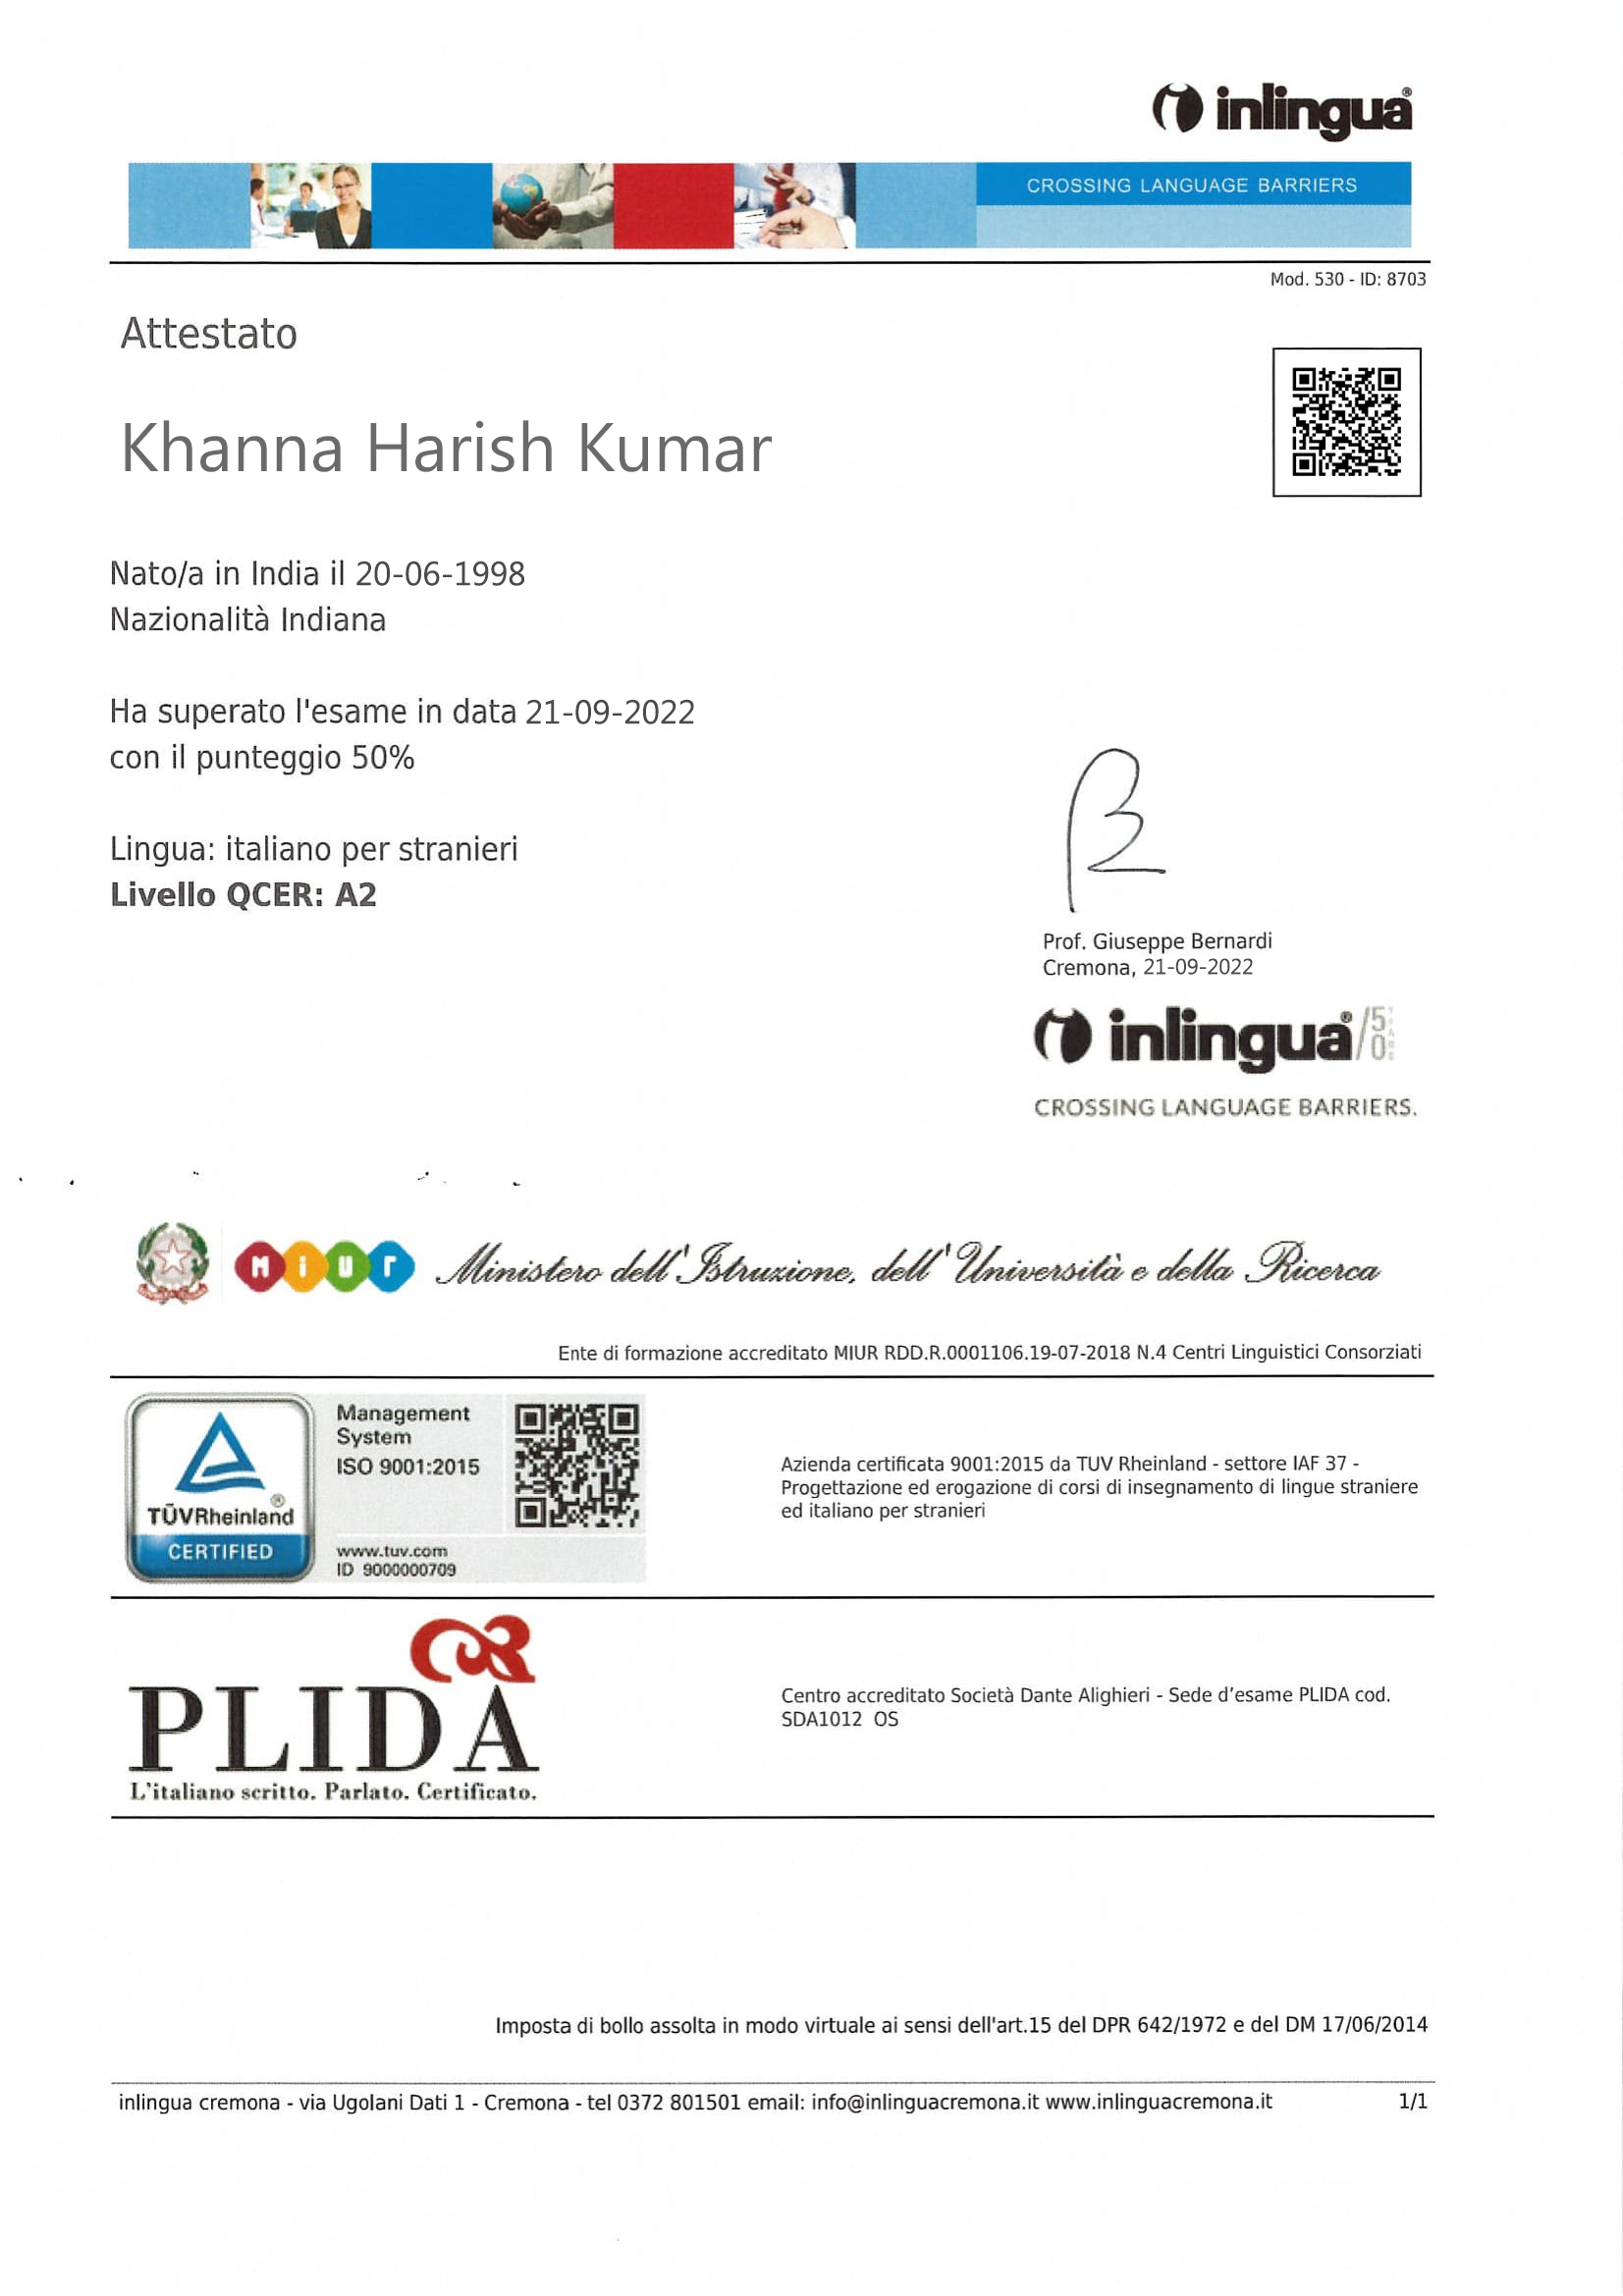 inlingua®
CROSSING LANGUAGE BARRIERS
Mod. 530 - ID: 8703
Attestato
Khanna Harish Kumar
Nato/a in India il 20-06-1998
Nazionalità Indiana
Ha superato l'esame in data 21-09-2022
con il punteggio 50%
Lingua: italiano per stranieri
Livello QCER: A2
Prof. Giuseppe Bernardi
Cremona, 21-09-2022
inlingua®/50 YEARS
CROSSING LANGUAGE BARRIERS.
MiUr Ministero dell'Istruzione, dell'Università e della Ricerca
Ente di formazione accreditato MIUR RDD.R.0001106.19-07-2018 N.4 Centri Linguistici Consorziati
Management
System
ISO 9001:2015
TÜVRheinland®
CERTIFIED
www.tuv.com
ID 9000000709
Azienda certificata 9001:2015 da TUV Rheinland - settore IAF 37 -
Progettazione ed erogazione di corsi di insegnamento di lingue straniere
ed italiano per stranieri
PLIDA
L'italiano scritto. Parlato. Certificato.
Centro accreditato Società Dante Alighieri - Sede d’esame PLIDA cod.
SDA1012 OS
Imposta di bollo assolta in modo virtuale ai sensi dell'art.15 del DPR 642/1972 e del DM 17/06/2014
inlingua cremona - via Ugolani Dati 1 - Cremona - tel 0372 801501 email: info@inlinguacremona.it www.inlinguacremona.it 1/1